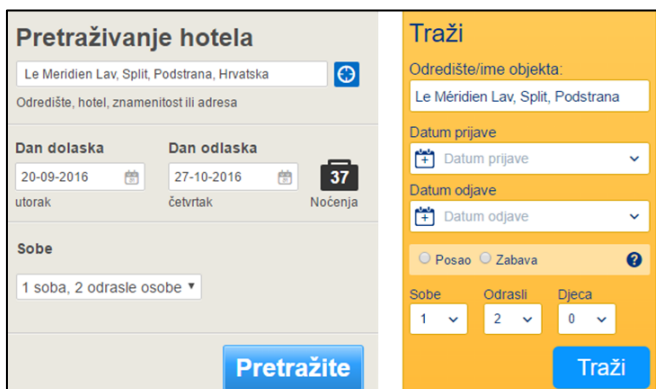 Pretraživanje hotela
Le Meridien Lav, Split, Podstrana, Hrvatska
Odredište, hotel, znamenitost ili adresa
Dan dolaska Dan odlaska
20-09-2016 27-10-2016 37
utorak četvrtak Noćenja
Sobe
1 soba, 2 odrasle osobe
Pretražite
Traži
Odredište/ime objekta:
Le Méridien Lav, Split, Podstrana
Datum prijave
Datum prijave
Datum odjave
Datum odjave
Posao Zabava ?
Sobe Odrasli Djeca
1 2 0
Traži